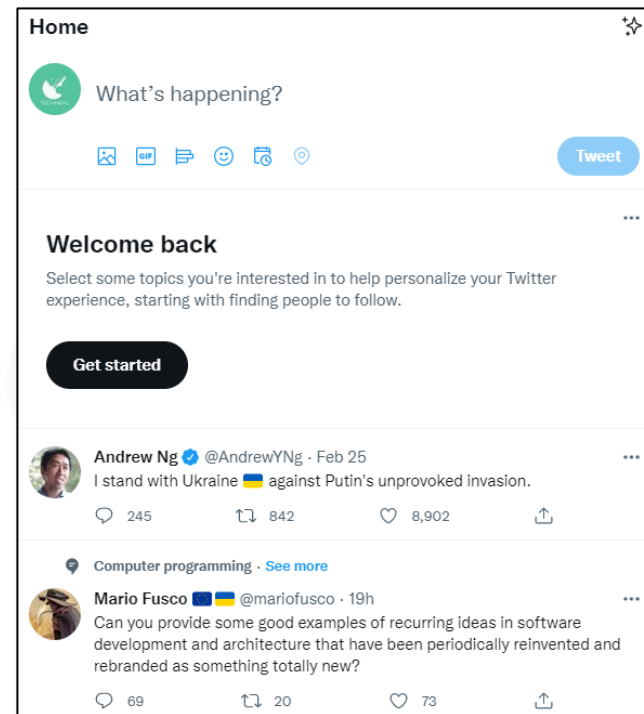 Home
TECHNEAL
What's happening?
GIF
Tweet
Welcome back
Select some topics you're interested in to help personalize your Twitter
experience, starting with finding people to follow.
Get started
Andrew Ng @AndrewYNg · Feb 25
I stand with Ukraine 🇺🇦 against Putin's unprovoked invasion.
245 842 8,902
Computer programming · See more
Mario Fusco 🇪🇺🇺🇦 @mariofusco · 19h
Can you provide some good examples of recurring ideas in software
development and architecture that have been periodically reinvented and
rebranded as something totally new?
69 20 73